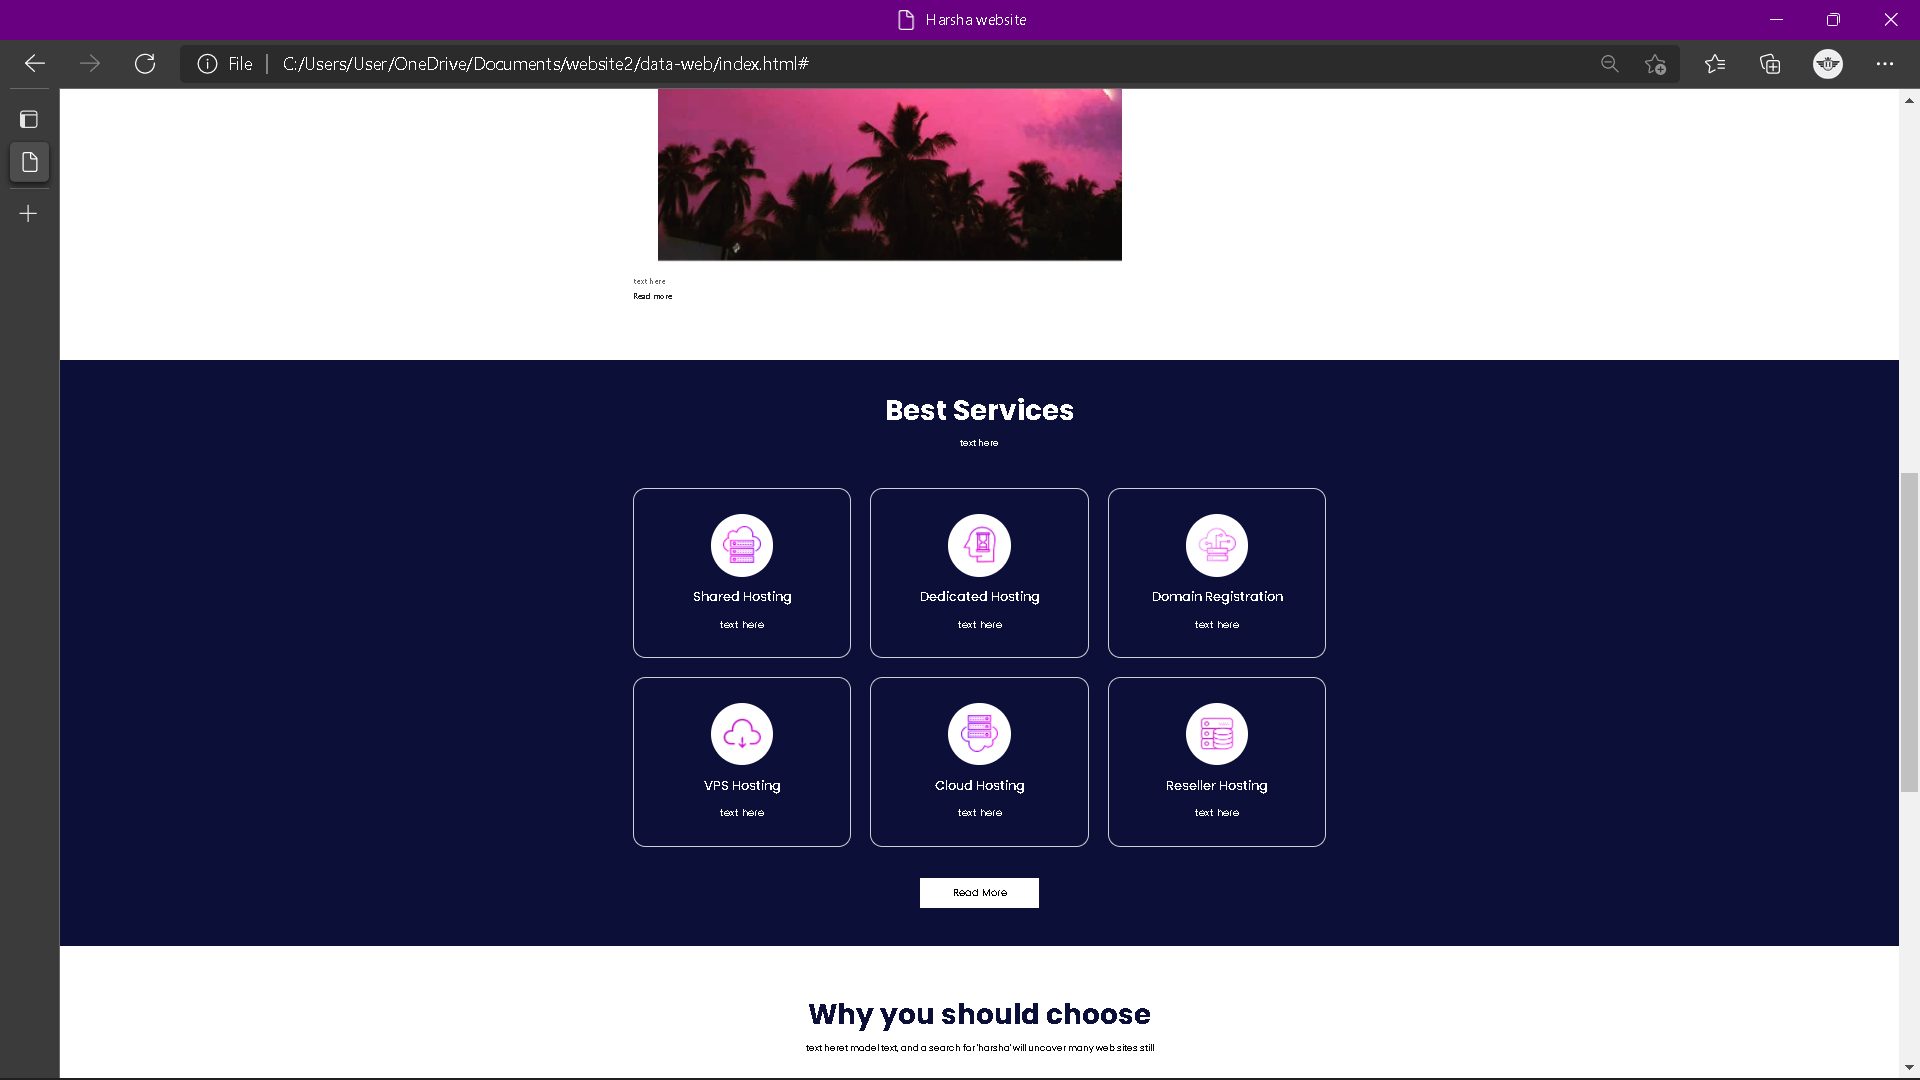 Harsha website
File
C:/Users/User/OneDrive/Documents/website2/data-web/index.html#
text here
Read more
Best Services
text here
Shared Hosting
text here
Dedicated Hosting
text here
Domain Registration
text here
VPS Hosting
text here
Cloud Hosting
text here
Reseller Hosting
text here
Read More
Why you should choose
text heret model text, and a search for 'harsha' will uncover many web sites still